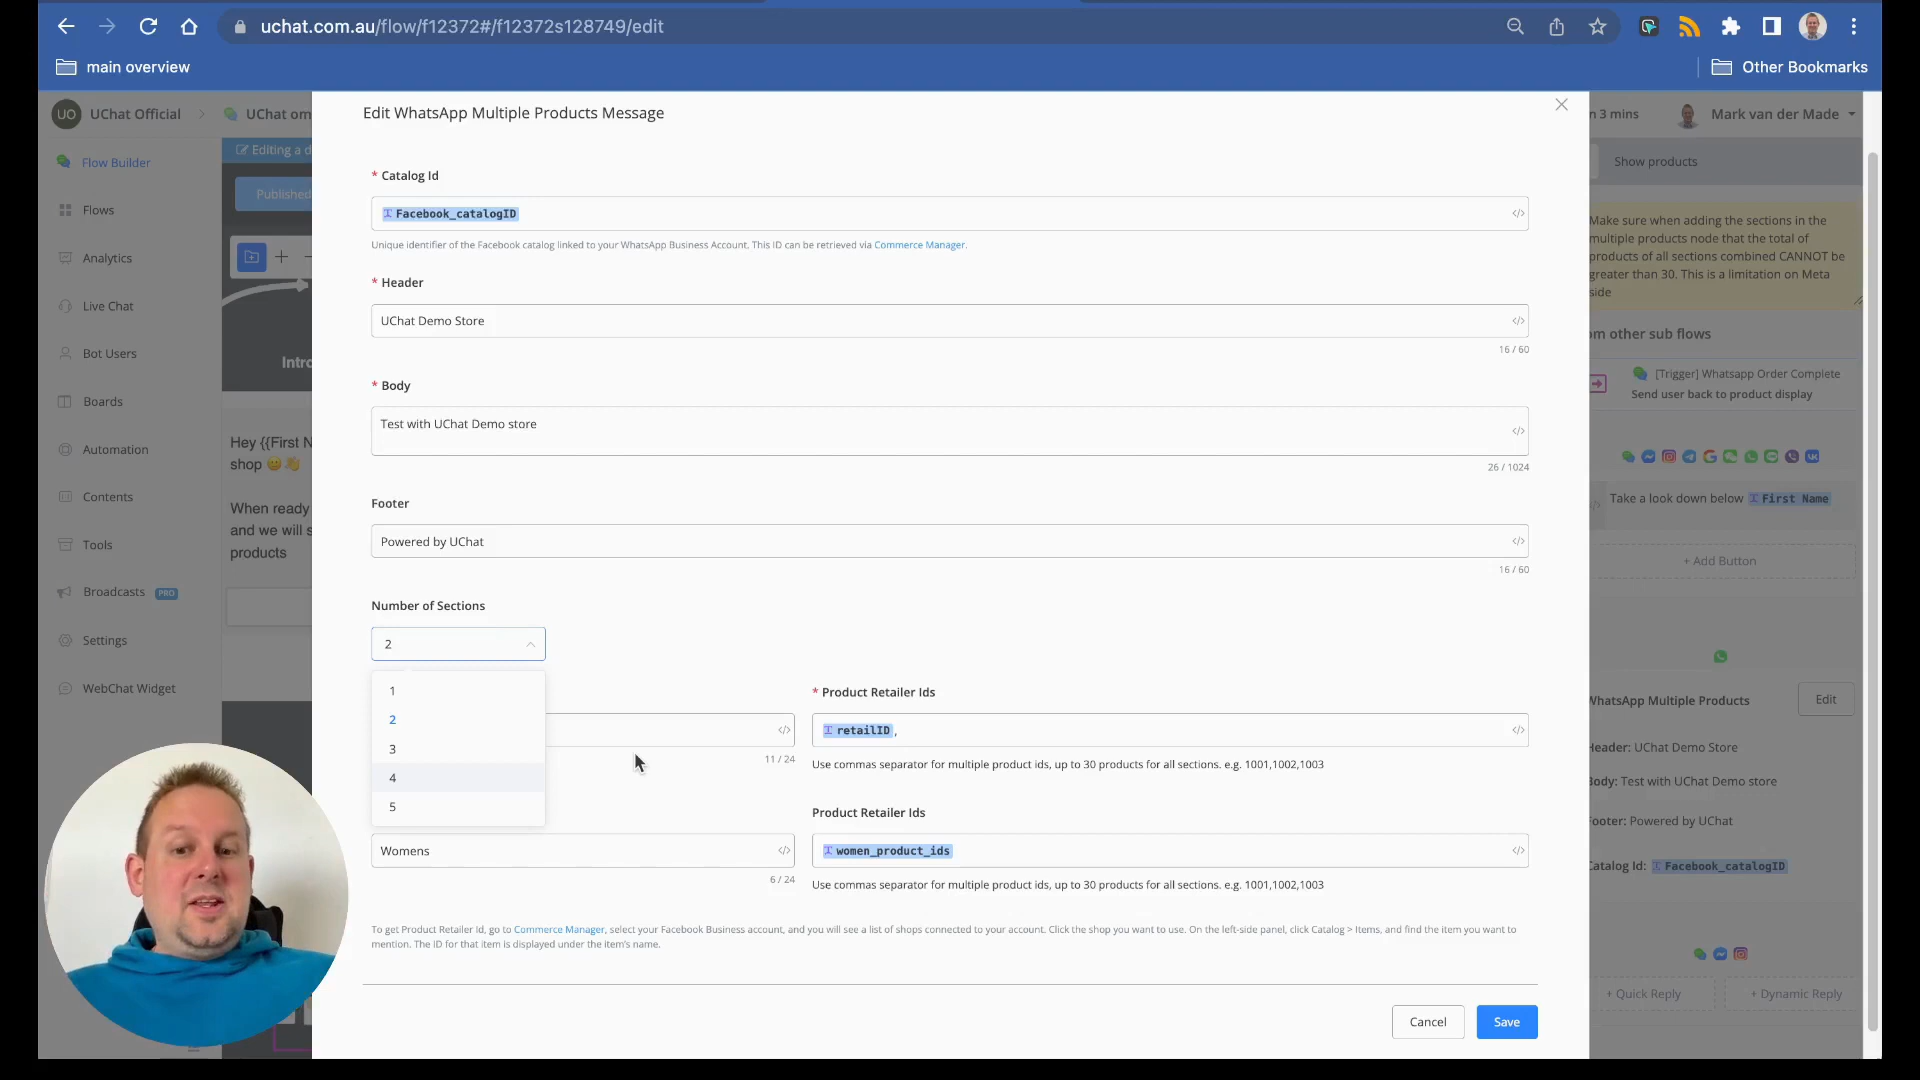 uchat.com.au/flow/f12372#/f12372s128749/edit
main overview
Other Bookmarks
UO UChat Official
UChat om
n 3 mins
Mark van der Made
Edit WhatsApp Multiple Products Message
Flow Builder
Flows
Analytics
Live Chat
Bot Users
Boards
Automation
Contents
Tools
Broadcasts PRO
Settings
WebChat Widget
Editing a d
Published
Intro
Hey {{First N
shop
When ready
and we will s
products
* Catalog Id
Facebook_catalogID
Unique identifier of the Facebook catalog linked to your WhatsApp Business Account. This ID can be retrieved via Commerce Manager.
* Header
UChat Demo Store
16 / 60
* Body
Test with UChat Demo store
26 / 1024
Footer
Powered by UChat
16 / 60
Number of Sections
2
1
2
3
4
5
11 / 24
* Product Retailer Ids
retailID ,
Use commas separator for multiple product ids, up to 30 products for all sections. e.g. 1001,1002,1003
Womens
6 / 24
Product Retailer Ids
women_product_ids
Use commas separator for multiple product ids, up to 30 products for all sections. e.g. 1001,1002,1003
To get Product Retailer Id, go to Commerce Manager, select your Facebook Business account, and you will see a list of shops connected to your account. Click the shop you want to use. On the left-side panel, click Catalog > Items, and find the item you want to
mention. The ID for that item is displayed under the item's name.
Cancel
Save
Show products
Make sure when adding the sections in the
multiple products node that the total of
products of all sections combined CANNOT be
greater than 30. This is a limitation on Meta
side
om other sub flows
[Trigger] Whatsapp Order Complete
Send user back to product display
Take a look down below First Name
+ Add Button
WhatsApp Multiple Products
Edit
Header: UChat Demo Store
Body: Test with UChat Demo store
Footer: Powered by UChat
Catalog Id: Facebook_catalogID
+ Quick Reply
+ Dynamic Reply